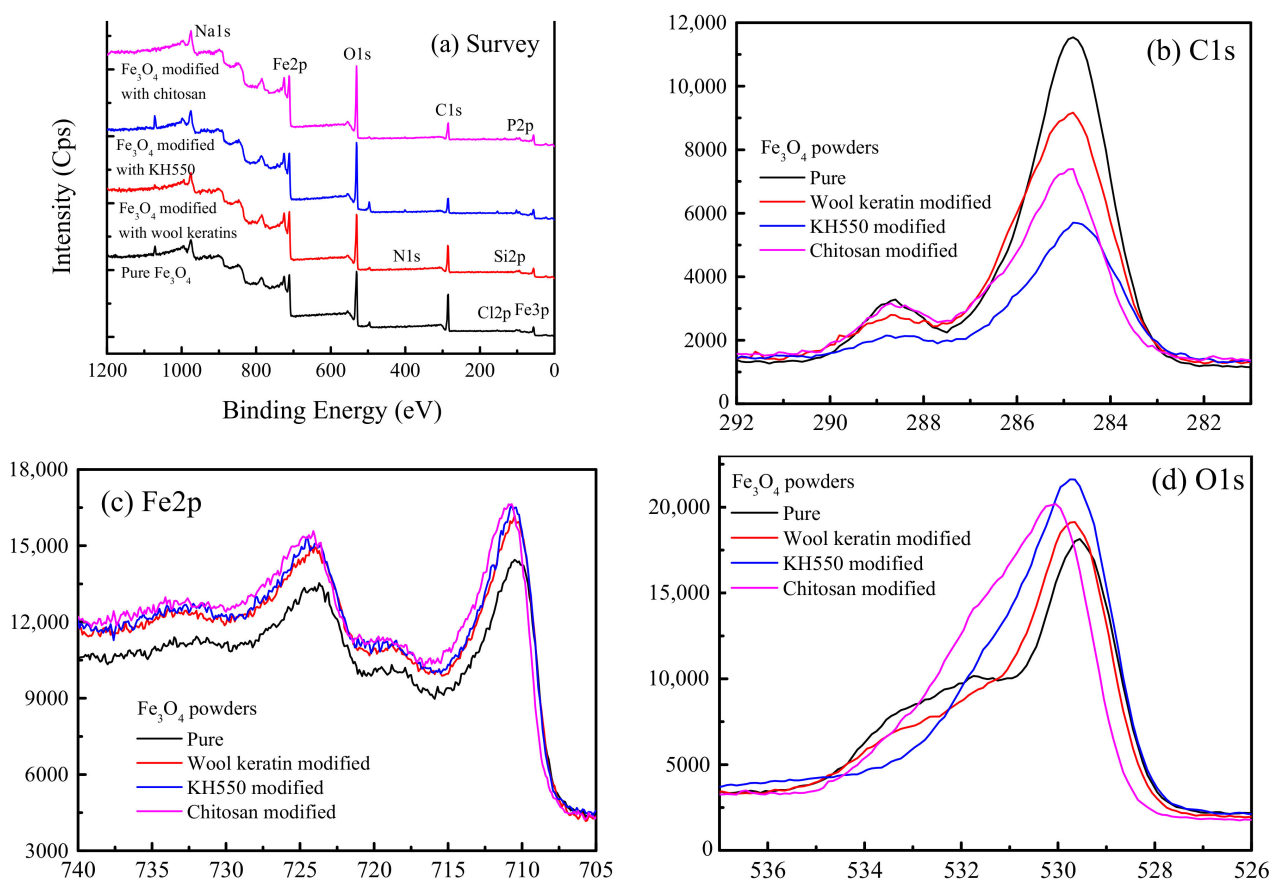 (a) Survey
Na1s
Fe2p
O1s
C1s
P2p
N1s
Si2p
Cl2p Fe3p
Fe3O4 modified
with chitosan
Fe3O4 modified
with KH550
Fe3O4 modified
with wool keratins
Pure Fe3O4
Intensity (Cps)
1200 1000 800 600 400 200 0
Binding Energy (eV)
(b) C1s
12,000
10,000
8000
6000
4000
2000
0
Fe3O4 powders
Pure
Wool keratin modified
KH550 modified
Chitosan modified
292 290 288 286 284 282
(c) Fe2p
18,000
15,000
12,000
9000
6000
3000
Fe3O4 powders
Pure
Wool keratin modified
KH550 modified
Chitosan modified
740 735 730 725 720 715 710 705
(d) O1s
20,000
15,000
10,000
5000
0
Fe3O4 powders
Pure
Wool keratin modified
KH550 modified
Chitosan modified
536 534 532 530 528 526